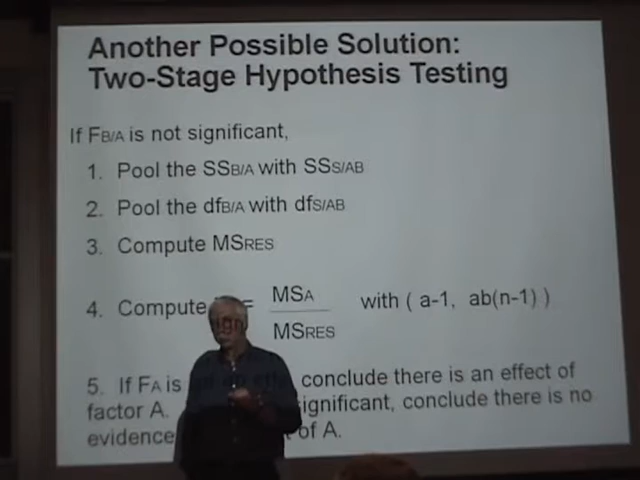 Another Possible Solution:
Two-Stage Hypothesis Testing
If FB/A is not significant,
1. Pool the SSB/A with SSS/AB
2. Pool the dfB/A with dfS/AB
3. Compute MSRES
4. Compute = MSA with ( a-1, ab(n-1) )
MSRES
5. If FA is conclude there is an effect of
factor A. significant, conclude there is no
evidence of A.